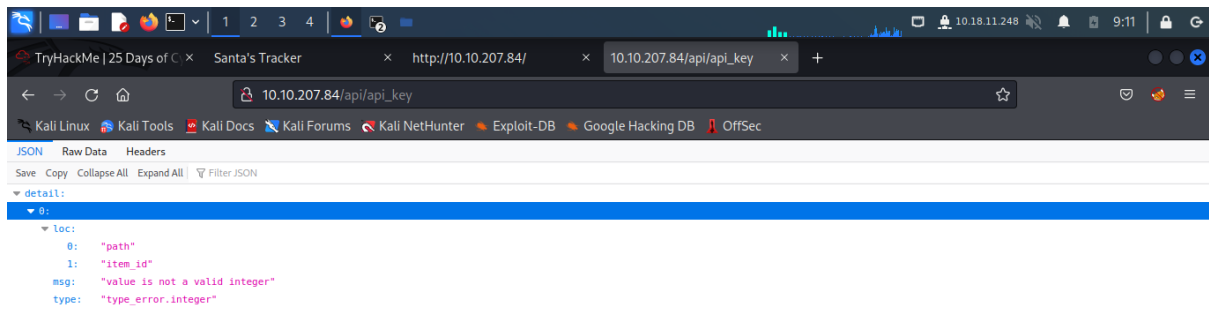 1 2 3 4 10.18.11.248 9:11
TryHackMe | 25 Days of C Santa's Tracker http://10.10.207.84/ 10.10.207.84/api/api_key
10.10.207.84/api/api_key
Kali Linux Kali Tools Kali Docs Kali Forums Kali NetHunter Exploit-DB Google Hacking DB OffSec
JSON Raw Data Headers
Save Copy Collapse All Expand All Filter JSON
detail:
0:
loc:
0: "path"
1: "item_id"
msg: "value is not a valid integer"
type: "type_error.integer"